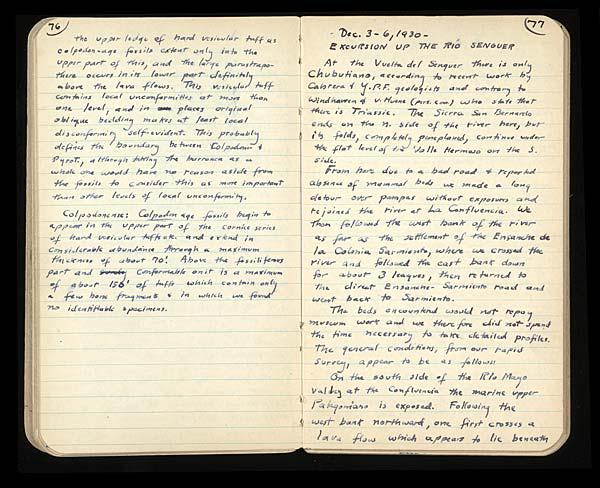 76
the upper ledge of hard vesicular tuff as
colpodon-age fossils extent only into the
upper part of this, and the large parastrapo-
there occurs in its lower part definitely
above the lava flows. This vesicular tuff
contains local unconformities at more than
one level, and in places original
oblique bedding makes at least local
disconformity self-evident. This probably
defines the boundary between Colpodon &
Pyrot., although taking the barranca as a
whole one would have no reason aside from
the fossils to consider this as more important
than other levels of local unconformity.
Colpodonense: Colpodon age fossils begin to
appear in the upper part of the cornice series
of hard vesicular tuffs etc. and extend in
considerable abundance through a maximum
thickness of about 70'. Above the fossiliferous
part and conformable on it is a maximum
of about 150' of tuffs which contain only
a few bone fragments & in which we found
no identifiable specimens.
77
Dec. 3-6, 1930-
EXCURSION UP THE RÍO SENGUER
At the Vuelta del Senguer there is only
Chubutiano, according to recent work by
Cabrera & Y.P.F. geologists and contrary to
Windhausen & v. Huene (pers. com.) who state that
there is Triassic. The Sierra San Bernardo
ends on the n. side of the river here, but
its folds, completely peneplaned, continue under
the flat level of the Valle Hermoso on the S.
side.
From here due to a bad road & reported
absence of mammal beds we made a long
detour over pampas without exposures and
rejoined the river at La Confluencia. We
then followed the west bank of the river
as far as the settlement of the Ensanche de
la Colonia Sarmiento, where we crossed the
river and followed the east bank down
for about 3 leagues, then returned to
the direct Ensanche-Sarmiento road and
went back to Sarmiento.
The beds encountered would not repay
museum work and we therefore did not spend
the time necessary to take detailed profiles.
The general conditions, from our rapid
survey, appear to be as follows:
On the south side of the Río Mayo
valley at the Confluencia the marine upper
Patagoniano is exposed. Following the
west bank northward, one first crosses a
lava flow which appears to lie beneath